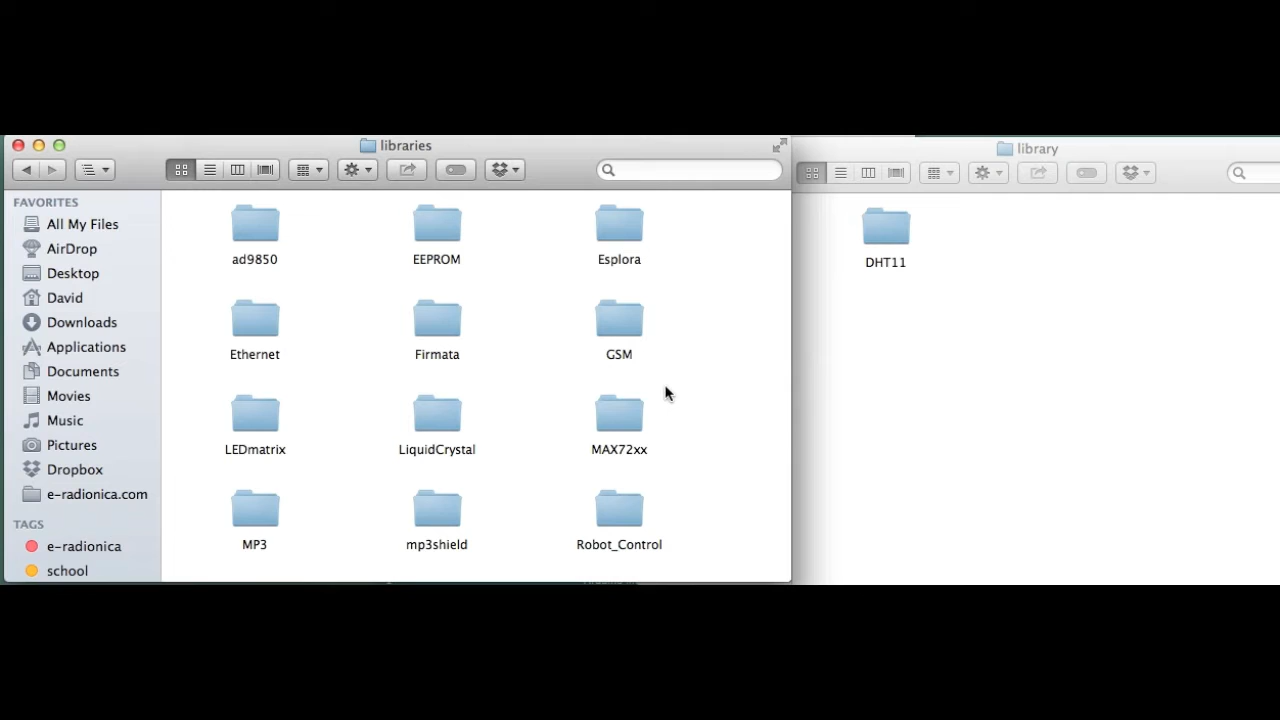 libraries
FAVORITES
All My Files
AirDrop
Desktop
David
Downloads
Applications
Documents
Movies
Music
Pictures
Dropbox
e-radionica.com
TAGS
e-radionica
school
ad9850 EEPROM Esplora
Ethernet Firmata GSM
LEDmatrix LiquidCrystal MAX72xx
MP3 mp3shield Robot_Control
library
DHT11